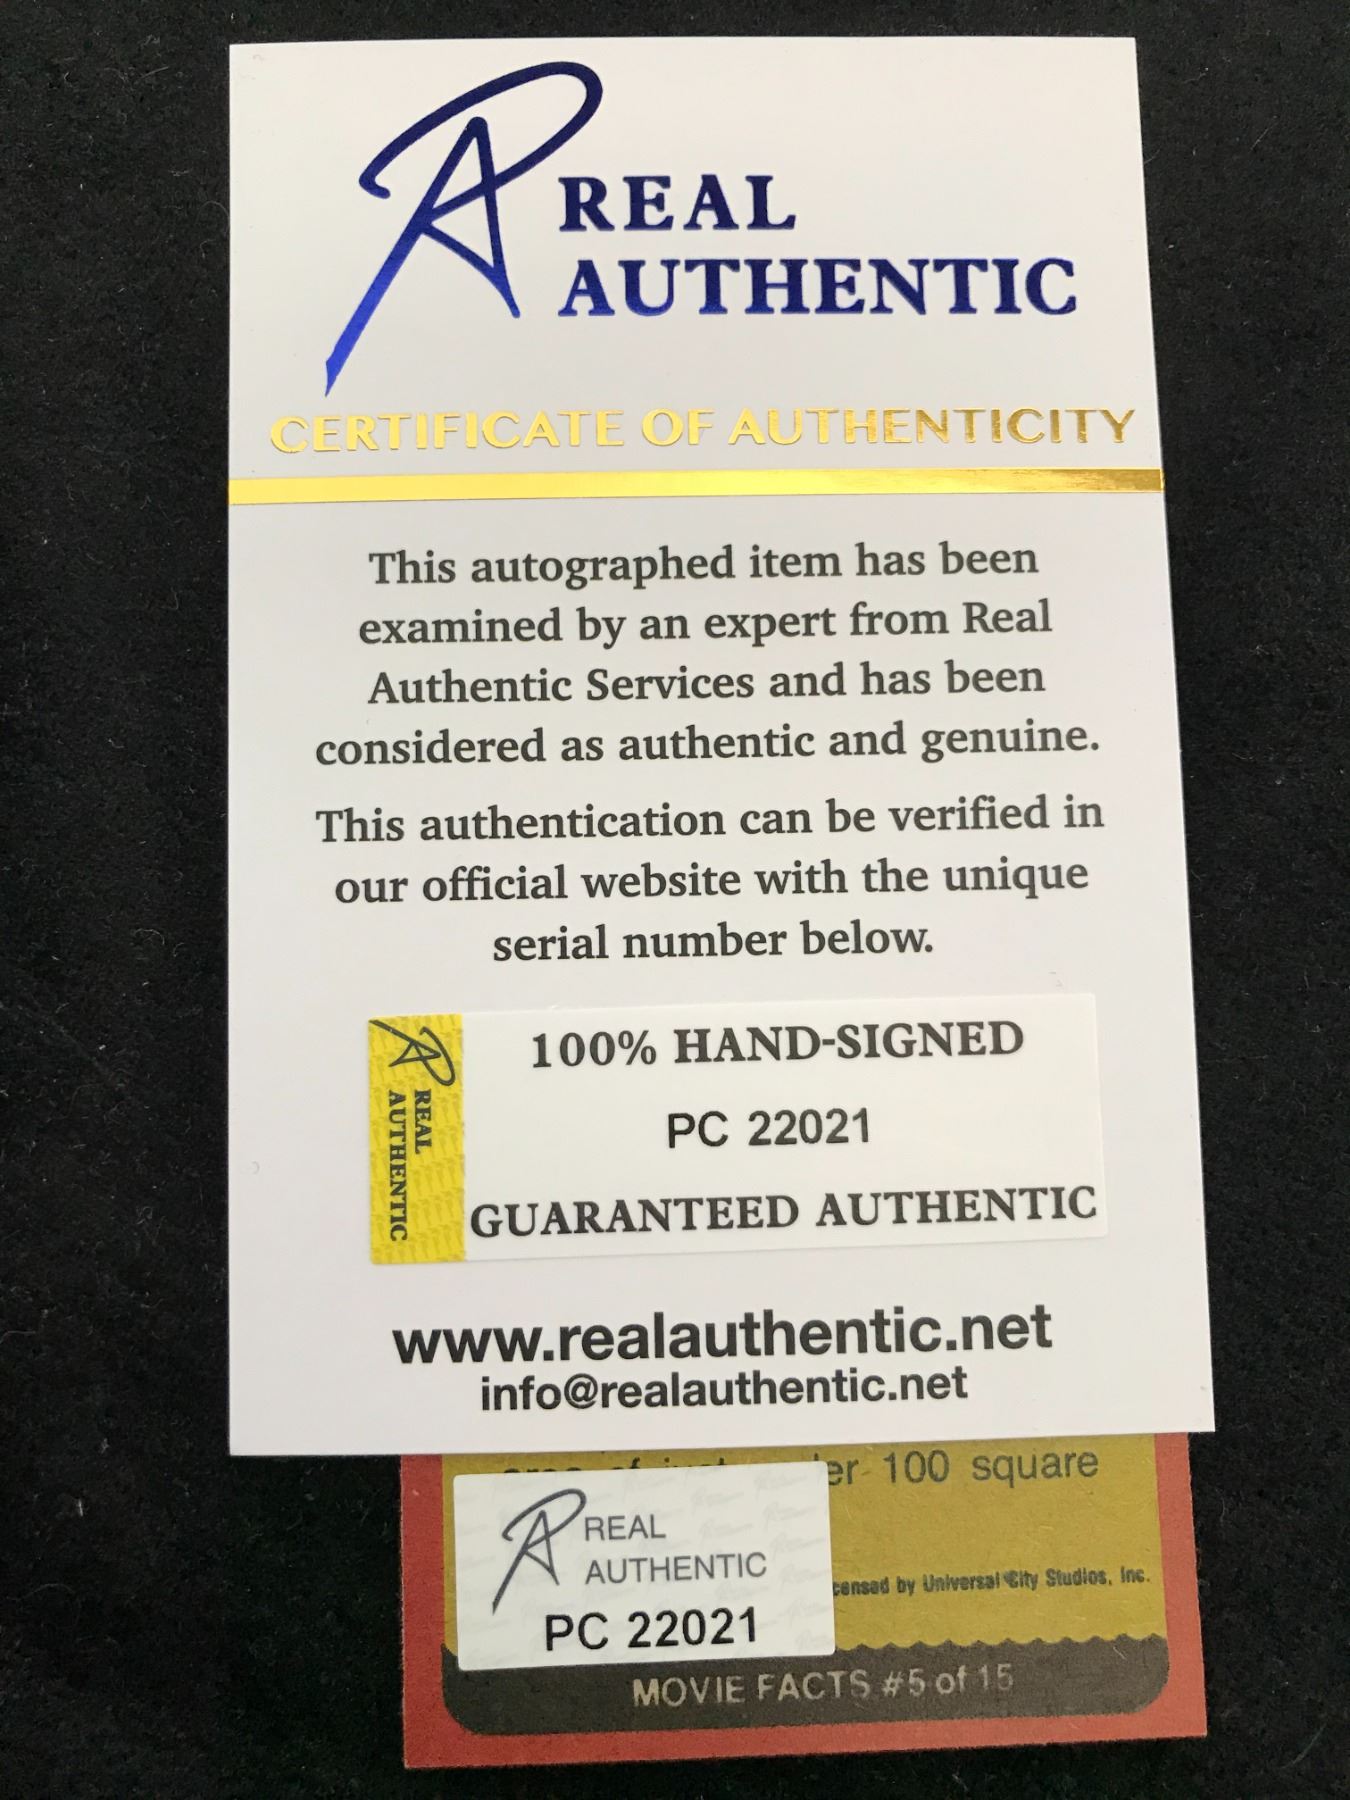 REAL
AUTHENTIC
CERTIFICATE OF AUTHENTICITY
This autographed item has been
examined by an expert from Real
Authentic Services and has been
considered as authentic and genuine.
This authentication can be verified in
our official website with the unique
serial number below.
REAL
AUTHENTIC
100% HAND-SIGNED
PC 22021
GUARANTEED AUTHENTIC
www.realauthentic.net
info@realauthentic.net
100 square
REAL
AUTHENTIC
PC 22021
by Universal City Studios, Inc.
MOVIE FACTS #5 of 15